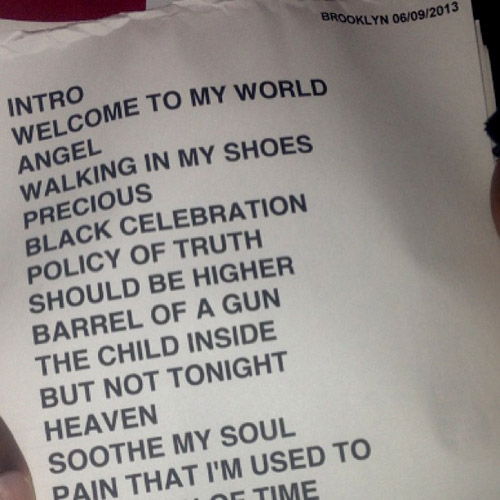 BROOKLYN 06/09/2013
INTRO
WELCOME TO MY WORLD
ANGEL
WALKING IN MY SHOES
PRECIOUS
BLACK CELEBRATION
POLICY OF TRUTH
SHOULD BE HIGHER
BARREL OF A GUN
THE CHILD INSIDE
BUT NOT TONIGHT
HEAVEN
SOOTHE MY SOUL
PAIN THAT I'M USED TO
OF TIME